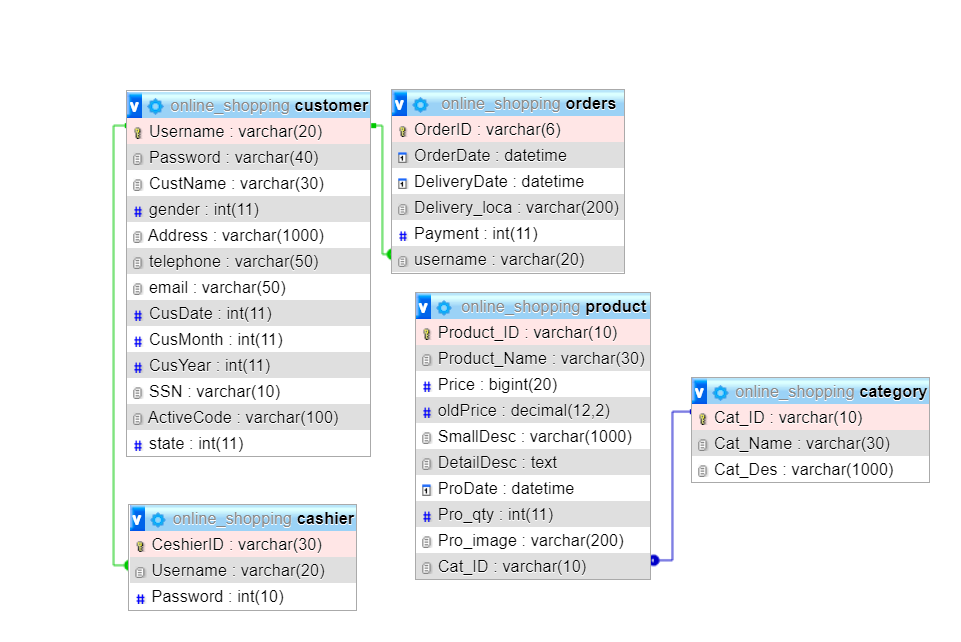 v online_shopping customer
Username : varchar(20)
Password : varchar(40)
CustName : varchar(30)
# gender : int(11)
Address : varchar(1000)
telephone : varchar(50)
email : varchar(50)
# CusDate : int(11)
# CusMonth : int(11)
# CusYear : int(11)
SSN : varchar(10)
ActiveCode : varchar(100)
# state : int(11)
v online_shopping orders
OrderID : varchar(6)
OrderDate : datetime
DeliveryDate : datetime
Delivery_loca : varchar(200)
# Payment : int(11)
username : varchar(20)
v online_shopping product
Product_ID : varchar(10)
Product_Name : varchar(30)
# Price : bigint(20)
# oldPrice : decimal(12,2)
SmallDesc : varchar(1000)
DetailDesc : text
ProDate : datetime
# Pro_qty : int(11)
Pro_image : varchar(200)
Cat_ID : varchar(10)
v online_shopping category
Cat_ID : varchar(10)
Cat_Name : varchar(30)
Cat_Des : varchar(1000)
v online_shopping cashier
CeshierID : varchar(30)
Username : varchar(20)
# Password : int(10)